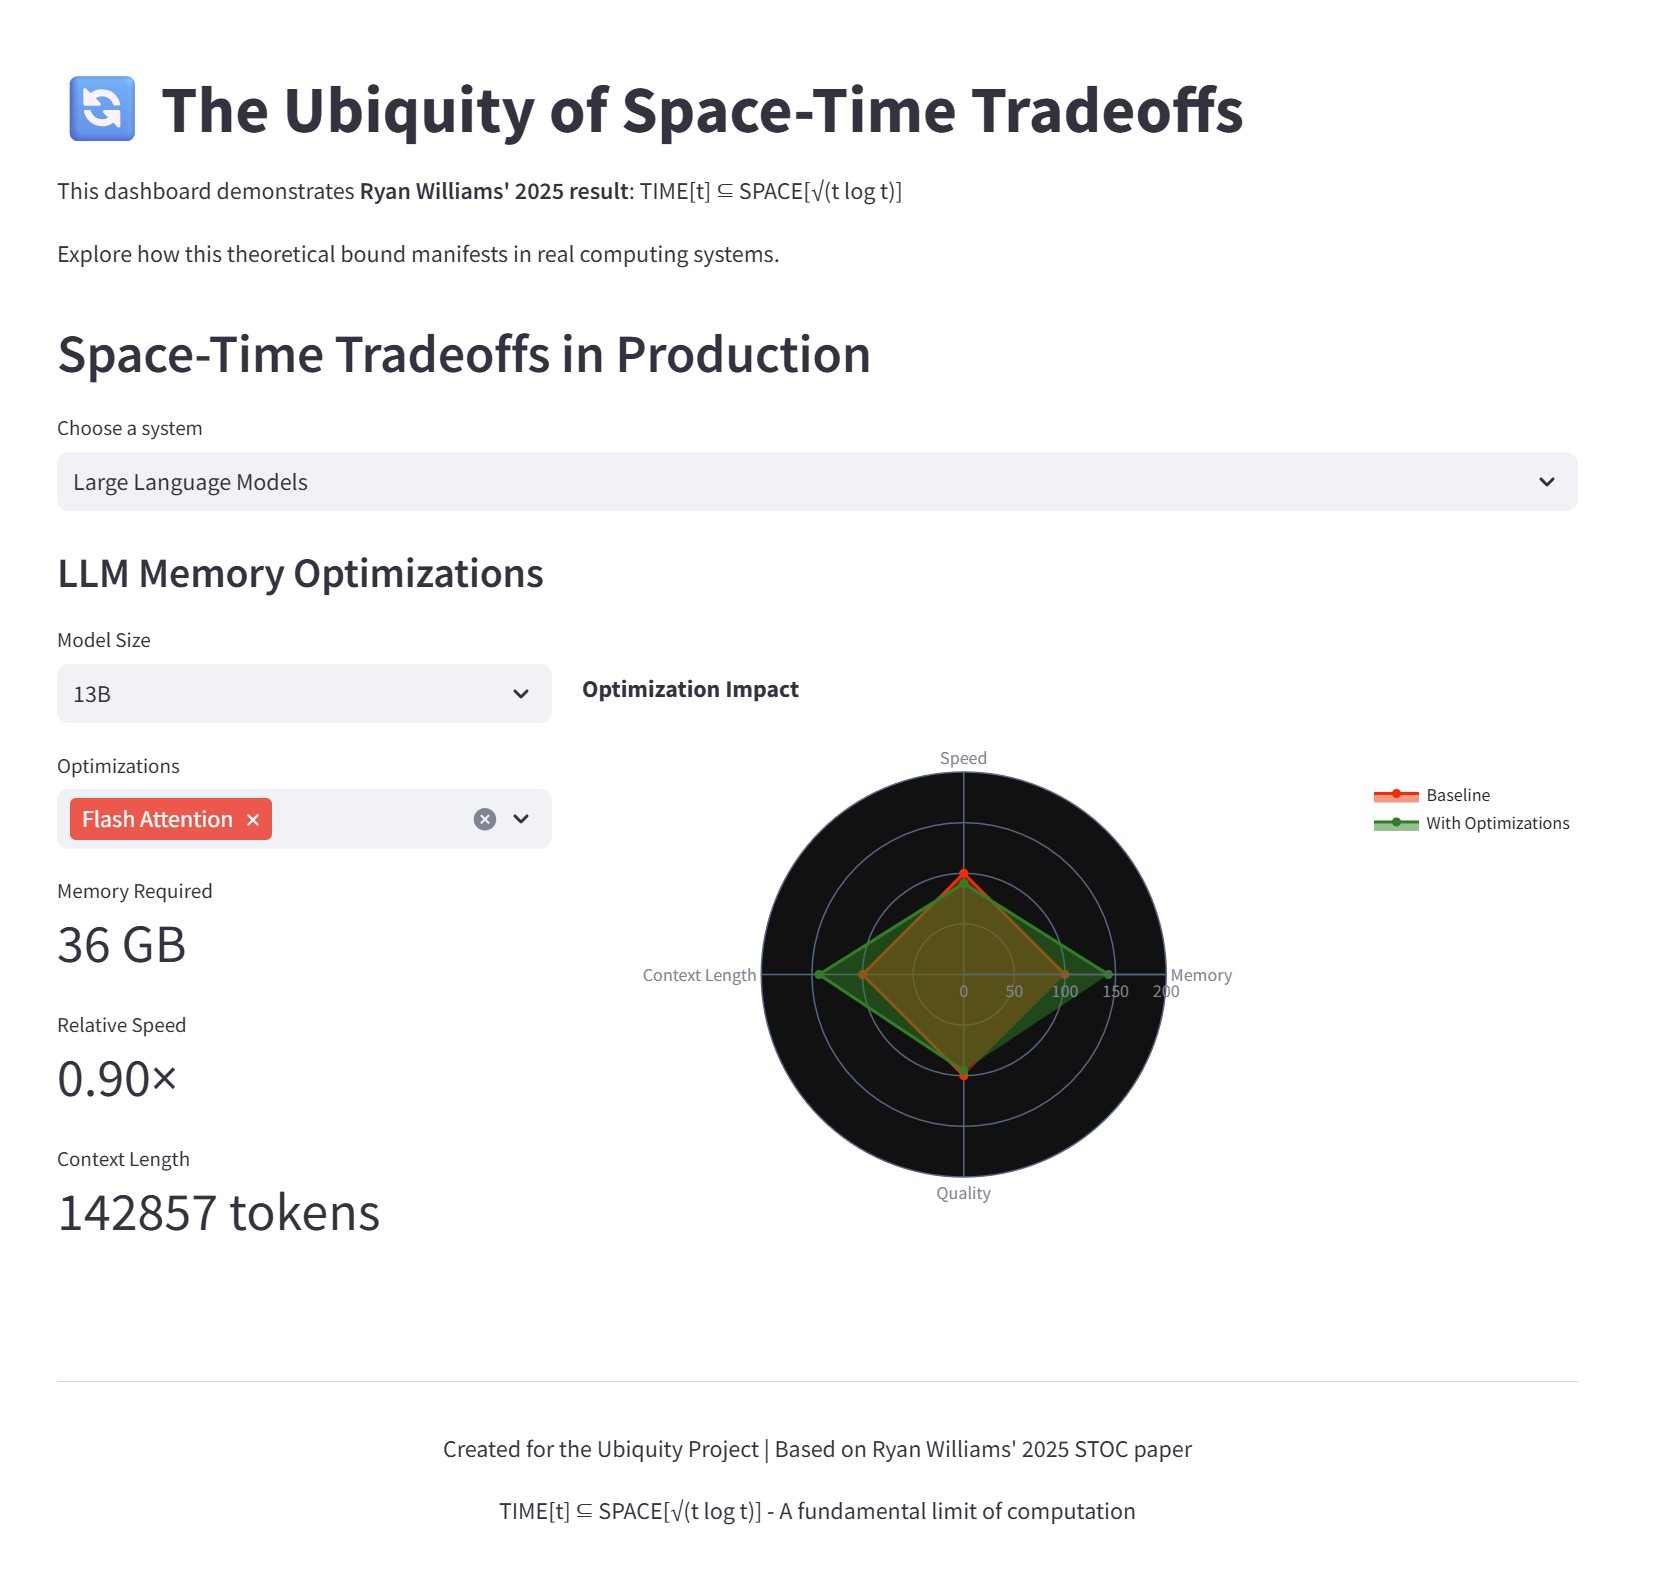 The Ubiquity of Space-Time Tradeoffs
This dashboard demonstrates Ryan Williams' 2025 result: TIME[t] ⊆ SPACE[√(t log t)]
Explore how this theoretical bound manifests in real computing systems.
Space-Time Tradeoffs in Production
Choose a system
Large Language Models
LLM Memory Optimizations
Model Size
13B
Optimizations
Flash Attention ×
Memory Required
36 GB
Relative Speed
0.90×
Context Length
142857 tokens
Optimization Impact
Speed
Context Length
Memory
0 50 100 150 200
Quality
Baseline
With Optimizations
Created for the Ubiquity Project | Based on Ryan Williams' 2025 STOC paper
TIME[t] ⊆ SPACE[√(t log t)] - A fundamental limit of computation